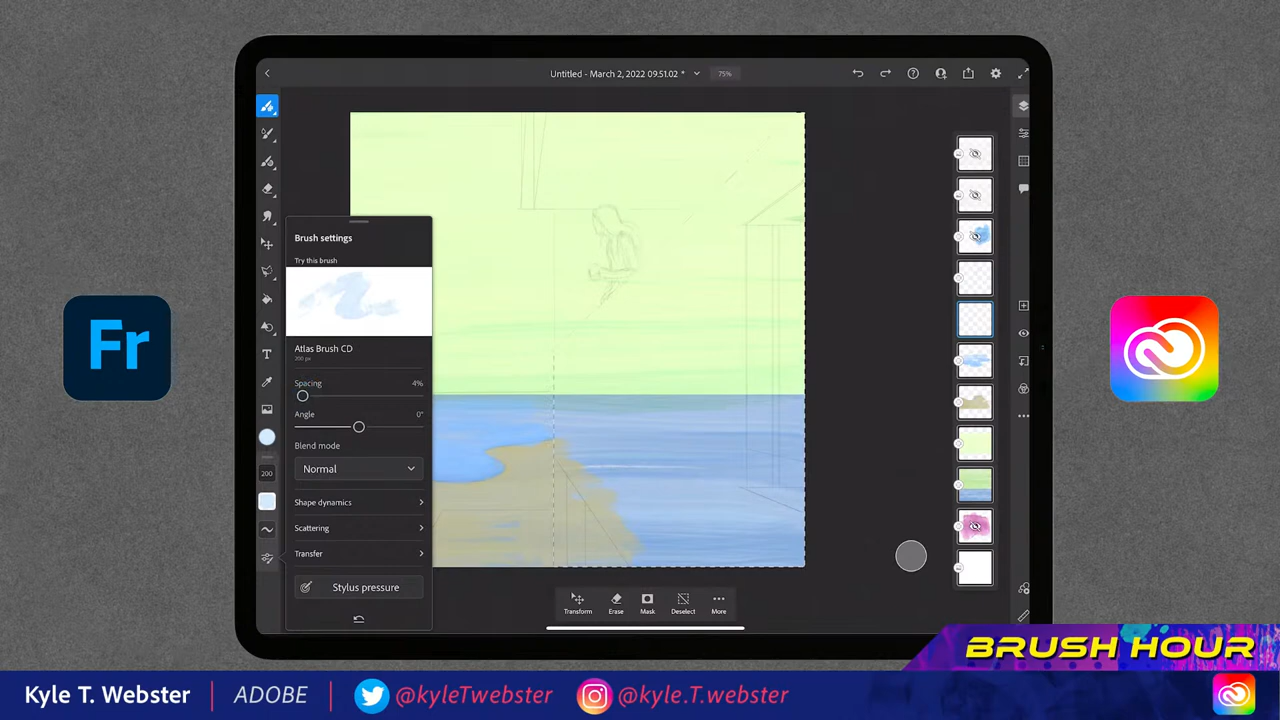 Untitled - March 2, 2022 09.51.02 *
75%
Brush settings
Try this brush
Atlas Brush CD
200 px
Spacing 4%
Angle 0°
Blend mode
Normal
Shape dynamics
Scattering
Transfer
Stylus pressure
T
200
Transform
Erase
Mask
Deselect
More
Fr
BRUSH HOUR
Kyle T. Webster | ADOBE | @kyleTwebster @kyle.T.webster